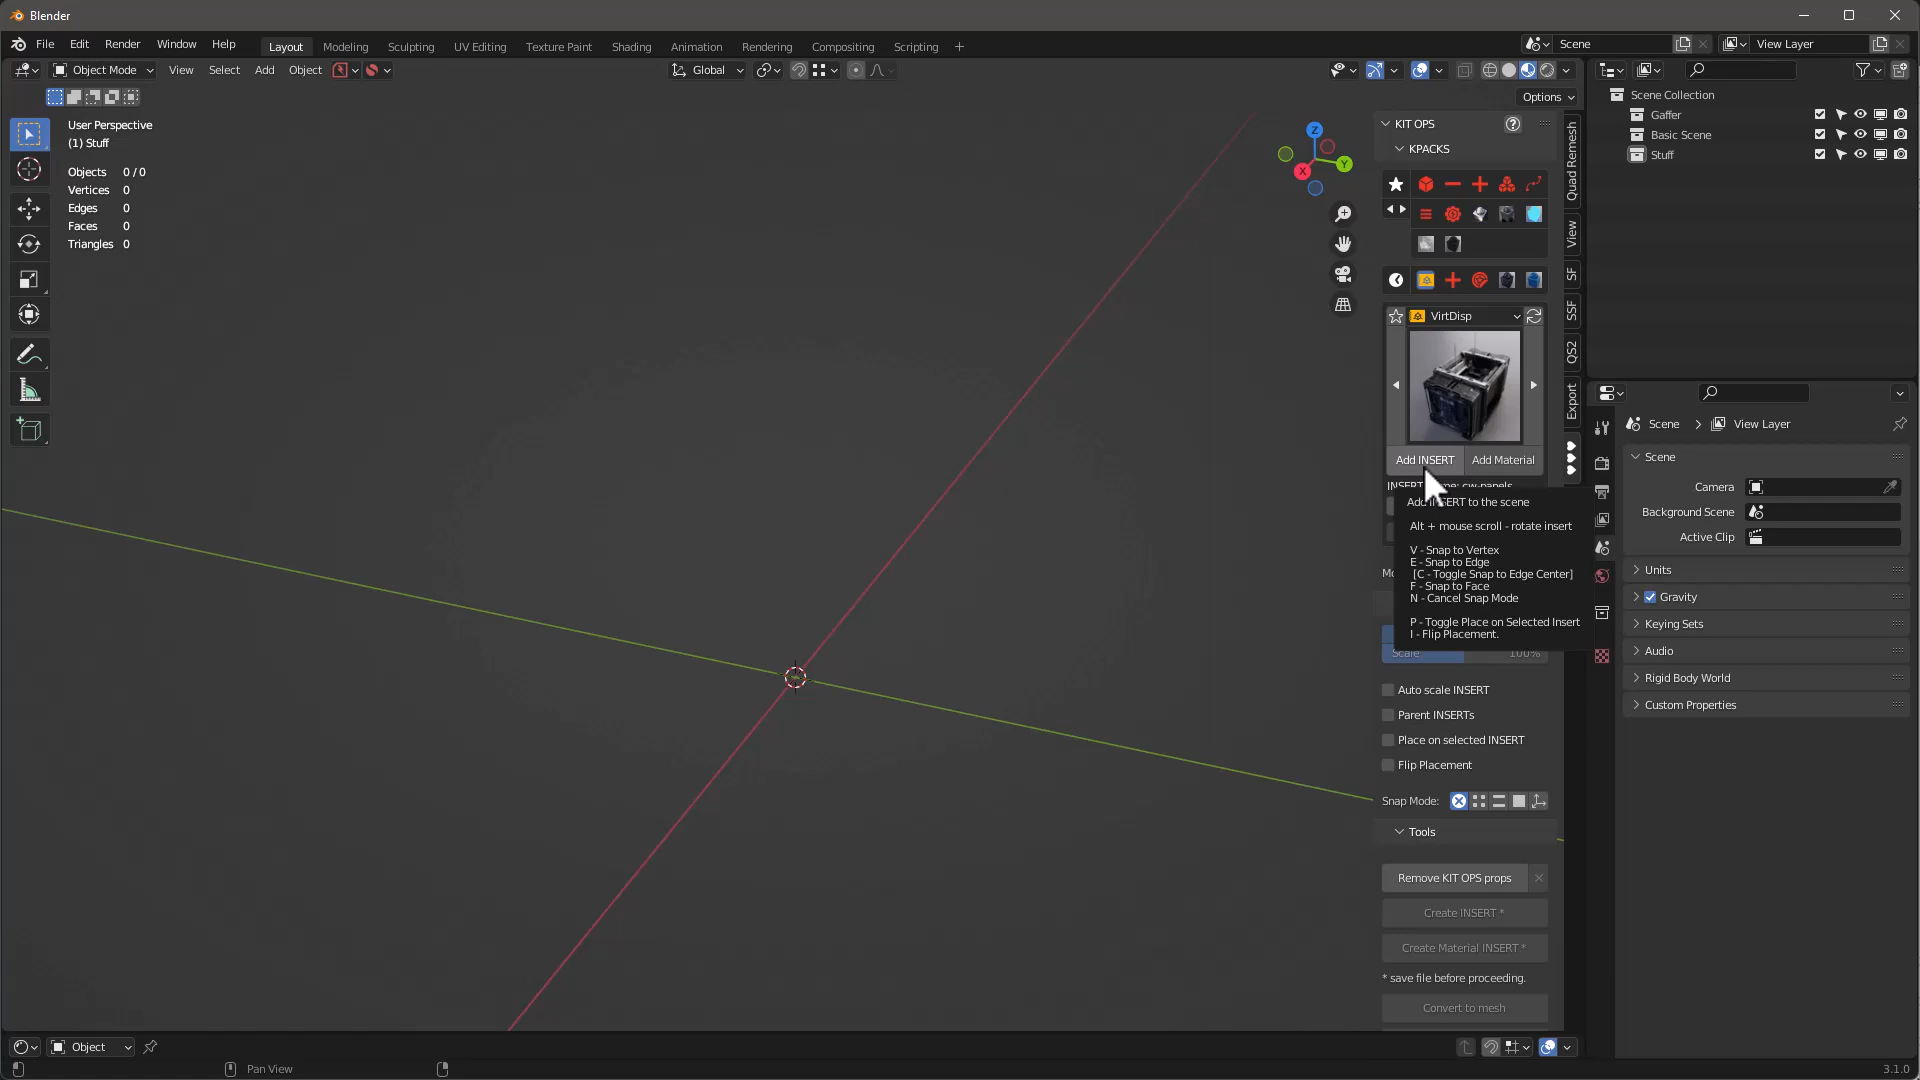 Blender
File Edit Render Window Help Layout Modeling Sculpting UV Editing Texture Paint Shading Animation Rendering Compositing Scripting Scene View Layer
Object Mode View Select Add Object Global
Options
User Perspective
(1) Stuff
Objects 0 / 0
Vertices 0
Edges 0
Faces 0
Triangles 0
Z
Y
X
KIT OPS
KPACKS
VirtDisp
Add INSERT Add Material
Add INSERT to the scene
Alt + mouse scroll - rotate insert
V - Snap to Vertex
E - Snap to Edge
[C - Toggle Snap to Edge Center]
F - Snap to Face
N - Cancel Snap Mode
P - Toggle Place on Selected Insert
I - Flip Placement.
Scale 100%
Auto scale INSERT
Parent INSERTs
Place on selected INSERT
Flip Placement
Snap Mode:
Tools
Remove KIT OPS props
Create INSERT *
Create Material INSERT *
* save file before proceeding.
Convert to mesh
Quad Remesh
View
SF
SSF
QS2
Export
Scene Collection
Gaffer
Basic Scene
Stuff
Scene > View Layer
Scene
Camera
Background Scene
Active Clip
Units
Gravity
Keying Sets
Audio
Rigid Body World
Custom Properties
Object
Pan View
3.1.0